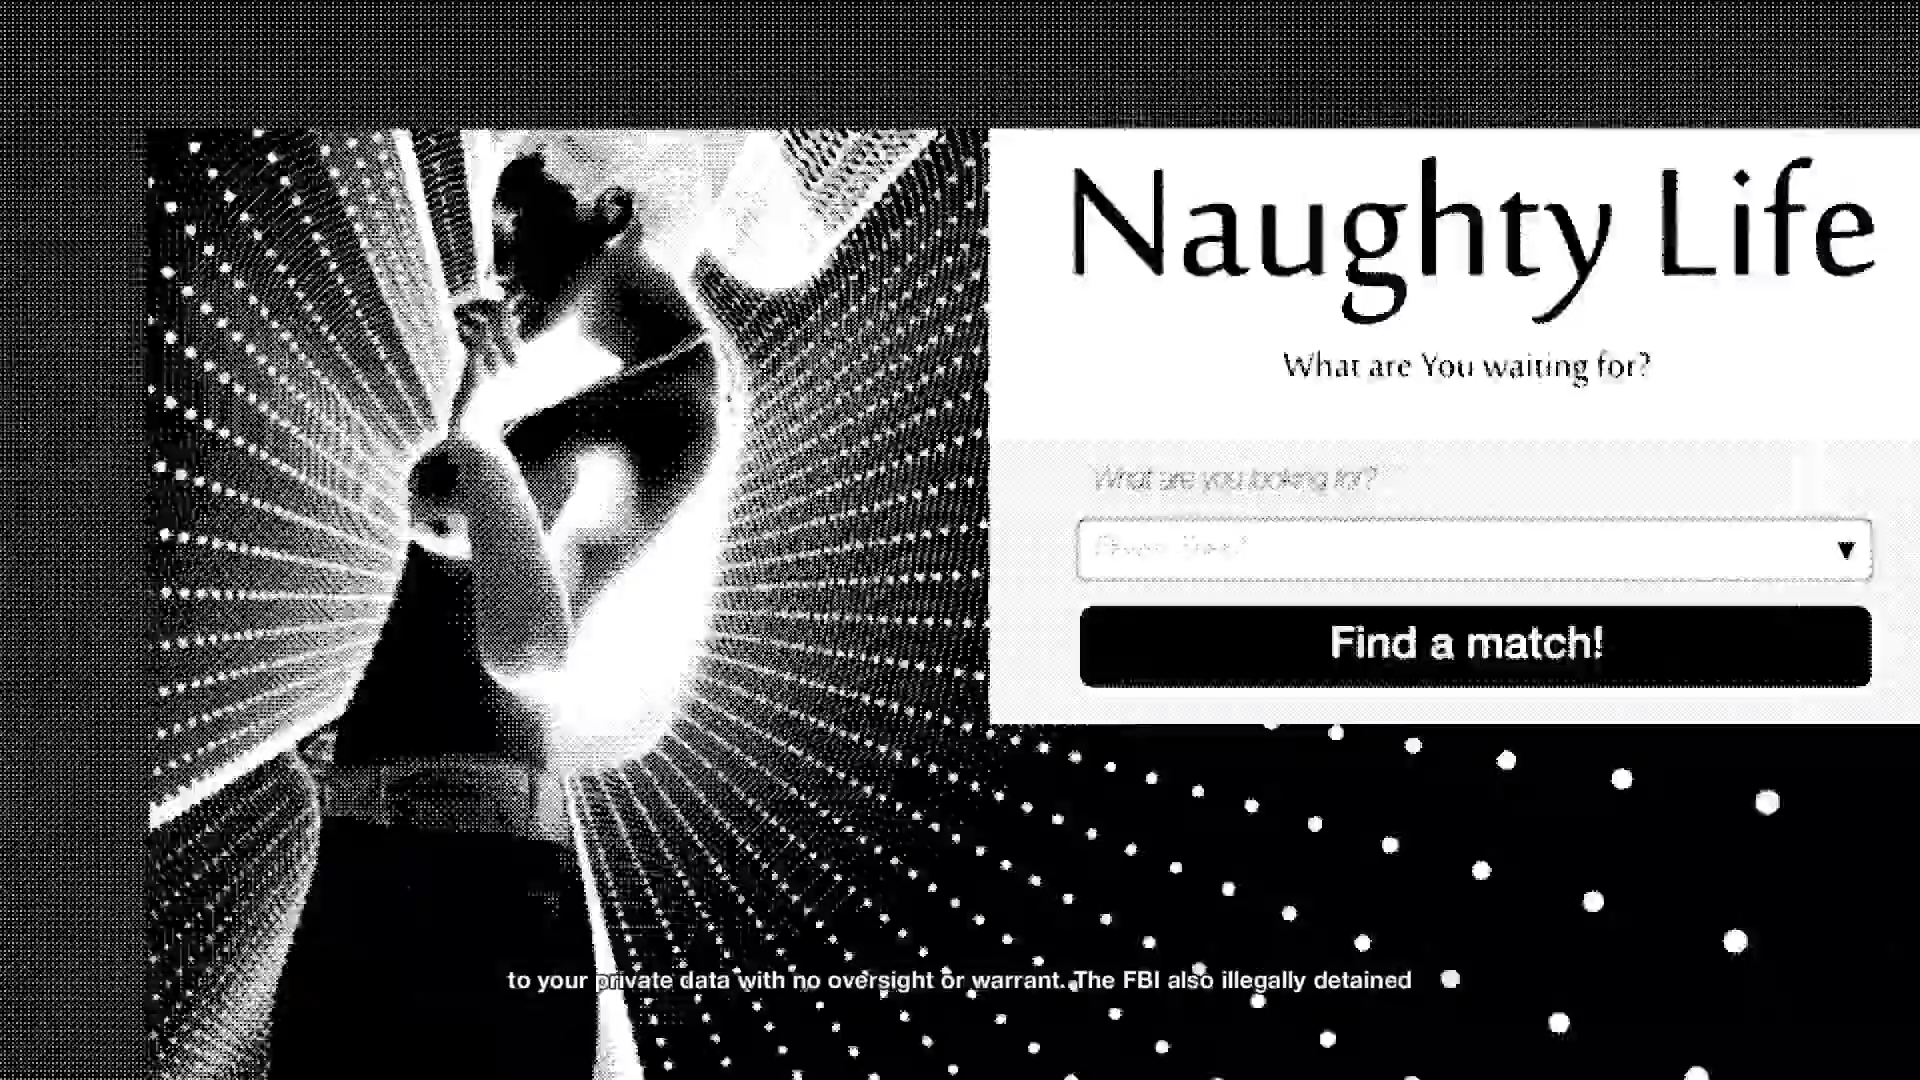 Naughty Life
What are You waiting for?
What are you looking for?
Find a match!
to your private data with no oversight or warrant. The FBI also illegally detained